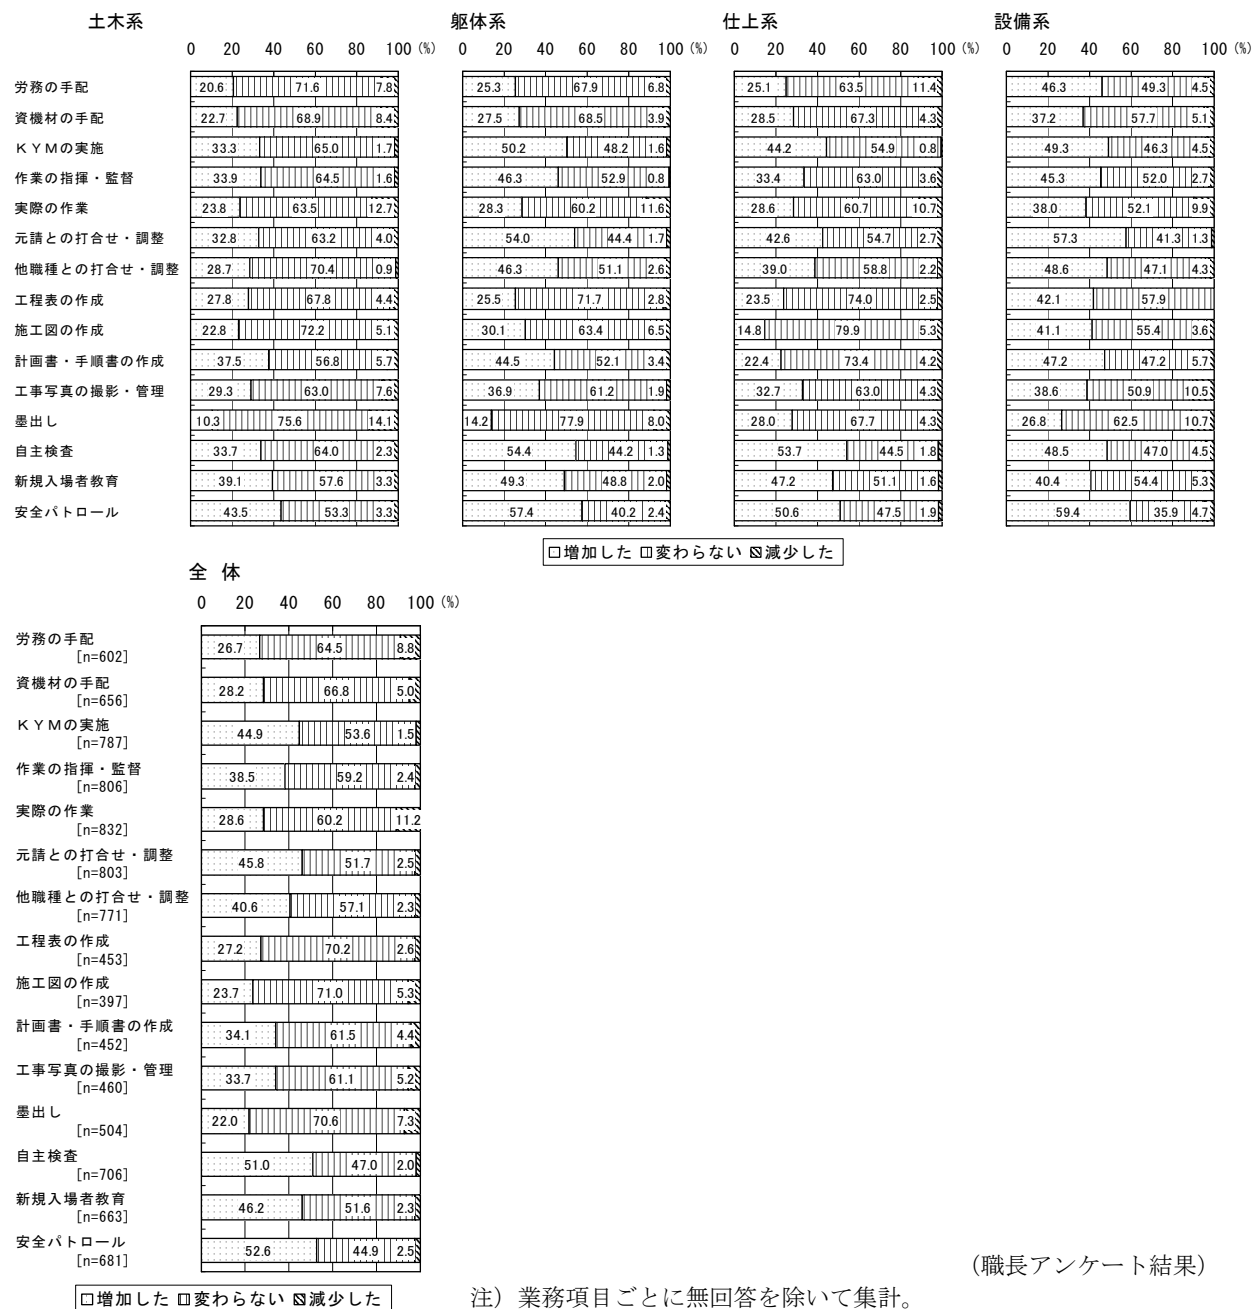 土木系 躯体系 仕上系 設備系
0 20 40 60 80 100 (%) 0 20 40 60 80 100 (%) 0 20 40 60 80 100 (%) 0 20 40 60 80 100 (%)
労務の手配 20.6 71.6 7.8 25.3 67.9 6.8 25.1 63.5 11.4 46.3 49.3 4.5
資機材の手配 22.7 68.9 8.4 27.5 68.5 3.9 28.5 67.3 4.3 37.2 57.7 5.1
KYMの実施 33.3 65.0 1.7 50.2 48.2 1.6 44.2 54.9 0.8 49.3 46.3 4.5
作業の指揮・監督 33.9 64.5 1.6 46.3 52.9 0.8 33.4 63.0 3.6 45.3 52.0 2.7
実際の作業 23.8 63.5 12.7 28.3 60.2 11.6 28.6 60.7 10.7 38.0 52.1 9.9
元請との打合せ・調整 32.8 63.2 4.0 54.0 44.4 1.7 42.6 54.7 2.7 57.3 41.3 1.3
他職種との打合せ・調整 28.7 70.4 0.9 46.3 51.1 2.6 39.0 58.8 2.2 48.6 47.1 4.3
工程表の作成 27.8 67.8 4.4 25.5 71.7 2.8 23.5 74.0 2.5 42.1 57.9
施工図の作成 22.8 72.2 5.1 30.1 63.4 6.5 14.8 79.9 5.3 41.1 55.4 3.6
計画書・手順書の作成 37.5 56.8 5.7 44.5 52.1 3.4 22.4 73.4 4.2 47.2 47.2 5.7
工事写真の撮影・管理 29.3 63.0 7.6 36.9 61.2 1.9 32.7 63.0 4.3 38.6 50.9 10.5
墨出し 10.3 75.6 14.1 14.2 77.9 8.0 28.0 67.7 4.3 26.8 62.5 10.7
自主検査 33.7 64.0 2.3 54.4 44.2 1.3 53.7 44.5 1.8 48.5 47.0 4.5
新規入場者教育 39.1 57.6 3.3 49.3 48.8 2.0 47.2 51.1 1.6 40.4 54.4 5.3
安全パトロール 43.5 53.3 3.3 57.4 40.2 2.4 50.6 47.5 1.9 59.4 35.9 4.7
増加した 変わらない 減少した
全 体
0 20 40 60 80 100 (%)
労務の手配
[n=602] 26.7 64.5 8.8
資機材の手配
[n=656] 28.2 66.8 5.0
KYMの実施
[n=787] 44.9 53.6 1.5
作業の指揮・監督
[n=806] 38.5 59.2 2.4
実際の作業
[n=832] 28.6 60.2 11.2
元請との打合せ・調整
[n=803] 45.8 51.7 2.5
他職種との打合せ・調整
[n=771] 40.6 57.1 2.3
工程表の作成
[n=453] 27.2 70.2 2.6
施工図の作成
[n=397] 23.7 71.0 5.3
計画書・手順書の作成
[n=452] 34.1 61.5 4.4
工事写真の撮影・管理
[n=460] 33.7 61.1 5.2
墨出し
[n=504] 22.0 70.6 7.3
自主検査
[n=706] 51.0 47.0 2.0
新規入場者教育
[n=663] 46.2 51.6 2.3
安全パトロール
[n=681] 52.6 44.9 2.5
(職長アンケート結果)
増加した 変わらない 減少した
注）業務項目ごとに無回答を除いて集計。